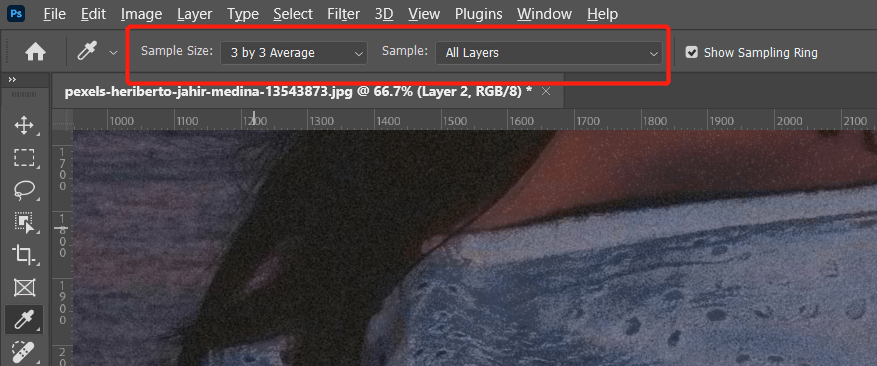 Ps File Edit Image Layer Type Select Filter 3D View Plugins Window Help
Sample Size: 3 by 3 Average Sample: All Layers Show Sampling Ring
pexels-heriberto-jahir-medina-13543873.jpg @ 66.7% (Layer 2, RGB/8) * ×
1000 1100 1200 1300 1400 1500 1600 1700 1800 1900 2000 2100
1700
1800
1900
20